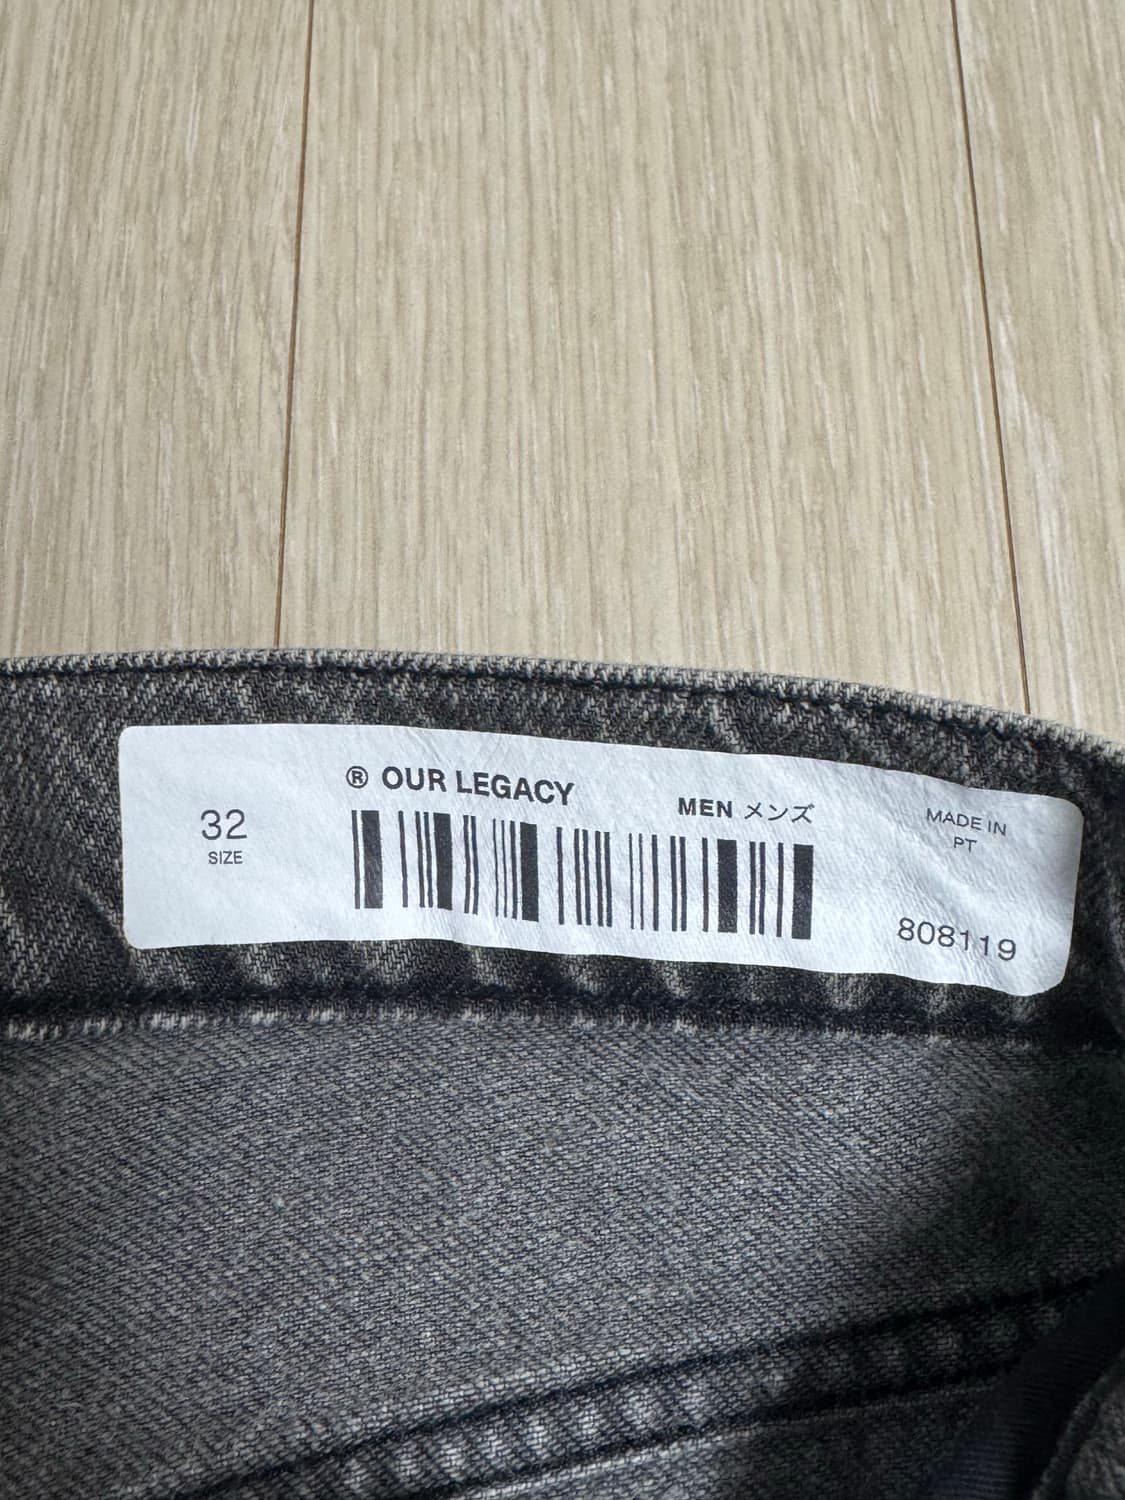 32
SIZE
® OUR LEGACY
MEN メンズ
MADE IN
PT
808119